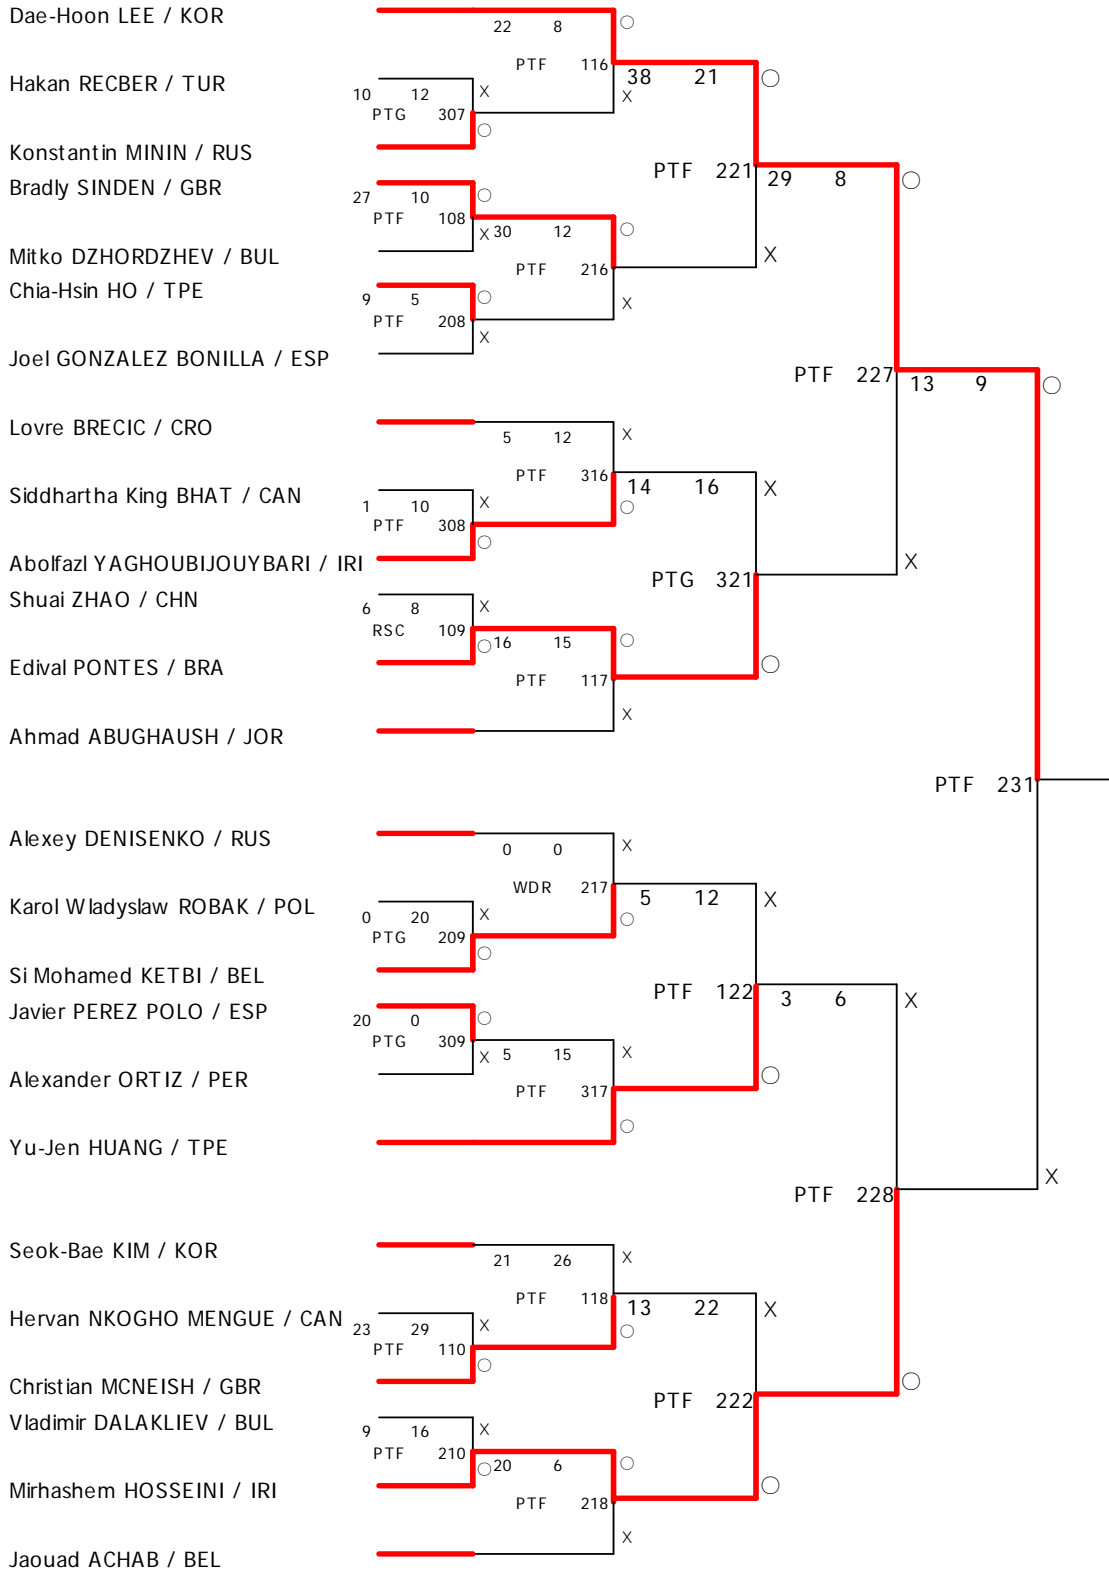 Dae-Hoon LEE / KOR
22 8 ○
PTF 116
38 21 ○
Hakan RECBER / TUR
10 12 X
X
PTG 307
○
Konstantin MININ / RUS
PTF 221
29 8 ○
Bradly SINDEN / GBR
27 10 ○
PTF 108
X 30 12 ○
Mitko DZHORDZHEV / BUL
X
PTF 216
Chia-Hsin HO / TPE
9 5 ○
X
PTF 208
X
Joel GONZALEZ BONILLA / ESP
PTF 227
13 9 ○
Lovre BRECIC / CRO
5 12 X
PTF 316
14 16 X
Siddhartha King BHAT / CAN
1 10 X
○
PTF 308
○
Abolfazl YAGHOUBIJOUYBARI / IRI
X
PTG 321
Shuai ZHAO / CHN
6 8 X
RSC 109
○ 16 15 ○
Edival PONTES / BRA
○
PTF 117
X
Ahmad ABUGHAUSH / JOR
PTF 231
Alexey DENISENKO / RUS
0 0 X
WDR 217
5 12 X
Karol Wladyslaw ROBAK / POL
0 20 X
○
PTG 209
○
Si Mohamed KETBI / BEL
PTF 122
3 6 X
Javier PEREZ POLO / ESP
20 0 ○
PTG 309
X 5 15 X
Alexander ORTIZ / PER
○
PTF 317
○
Yu-Jen HUANG / TPE
X
PTF 228
Seok-Bae KIM / KOR
21 26 X
PTF 118
13 22 X
Hervan NKOGHO MENGUE / CAN
23 29 X
○
PTF 110
○
Christian MCNEISH / GBR
○
PTF 222
Vladimir DALAKLIEV / BUL
9 16 X
PTF 210
○ 20 6 ○
Mirhashem HOSSEINI / IRI
○
PTF 218
X
Jaouad ACHAB / BEL